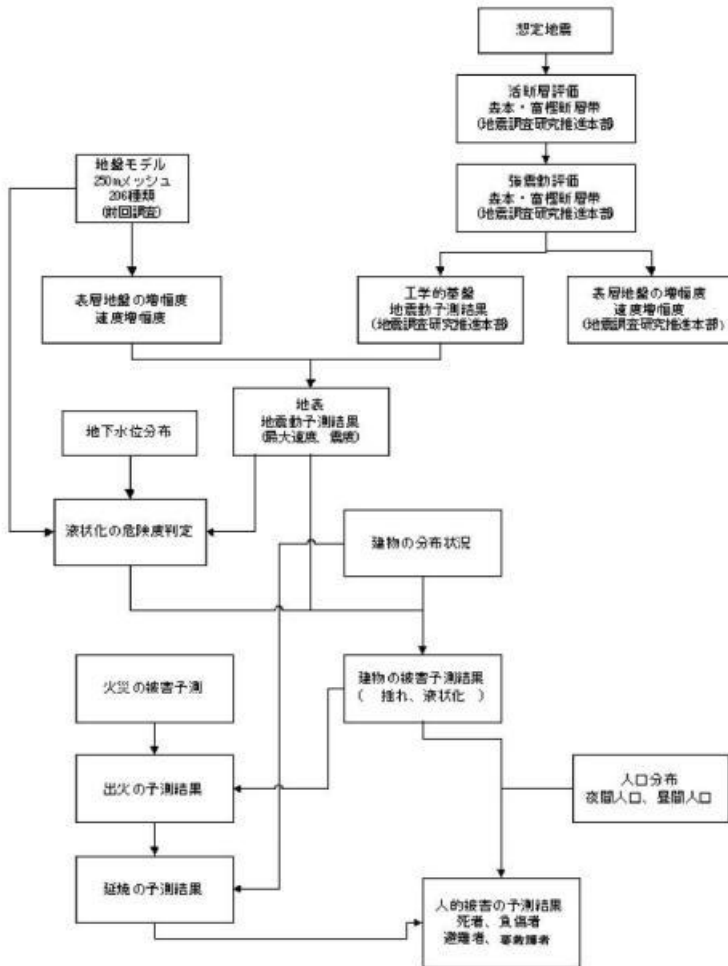 想定地震
活断層評価
森本・富樫断層帯
(地震調査研究推進本部)
地盤モデル
250mメッシュ
206種類
(前回調査)
強震動評価
森本・富樫断層帯
(地震調査研究推進本部)
表層地盤の増幅度
速度増幅度
工学的基盤
地震動予測結果
(地震調査研究推進本部)
表層地盤の増幅度
速度増幅度
(地震調査研究推進本部)
地表
地震動予測結果
(最大速度、震度)
地下水位分布
液状化の危険度判定
建物の分布状況
火災の被害予測
建物の被害予測結果
( 揺れ、液状化 )
出火の予測結果
人口分布
夜間人口、昼間人口
延焼の予測結果
人的被害の予測結果
死者、負傷者
避難者、要救護者